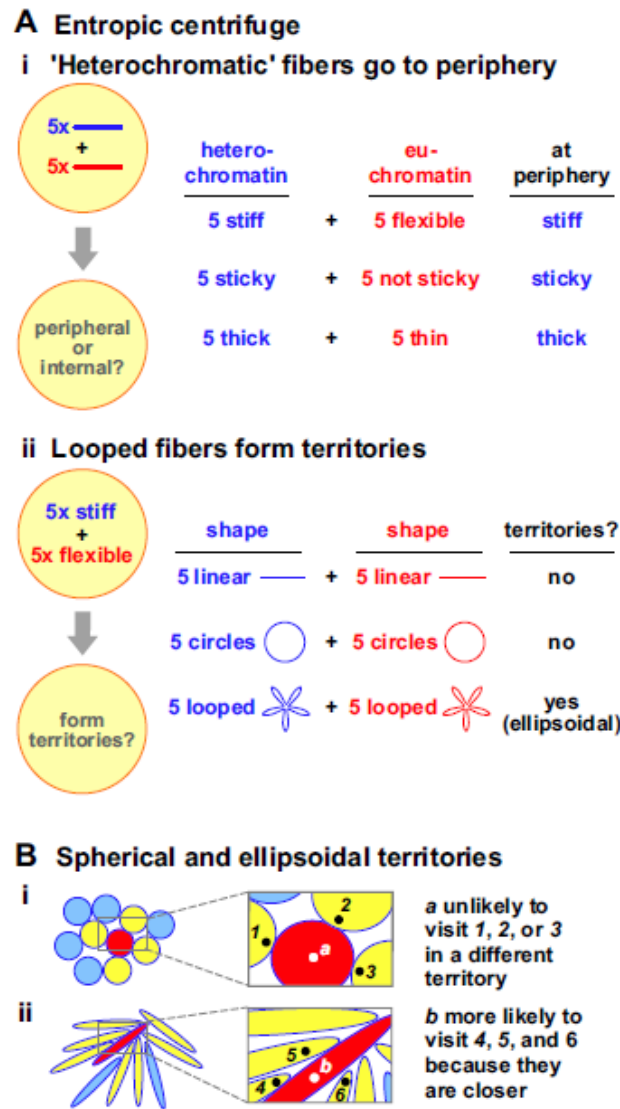 A Entropic centrifuge
i 'Heterochromatic' fibers go to periphery
5x
+
5x
peripheral
or
internal?
hetero-
chromatin
eu-
chromatin
at
periphery
5 stiff + 5 flexible stiff
5 sticky + 5 not sticky sticky
5 thick + 5 thin thick
ii Looped fibers form territories
5x stiff
+
5x flexible
form
territories?
shape shape territories?
5 linear + 5 linear no
5 circles + 5 circles no
5 looped + 5 looped yes
(ellipsoidal)
B Spherical and ellipsoidal territories
i
1
2
a
3
a unlikely to
visit 1, 2, or 3
in a different
territory
ii
5
b
4
6
b more likely to
visit 4, 5, and 6
because they
are closer